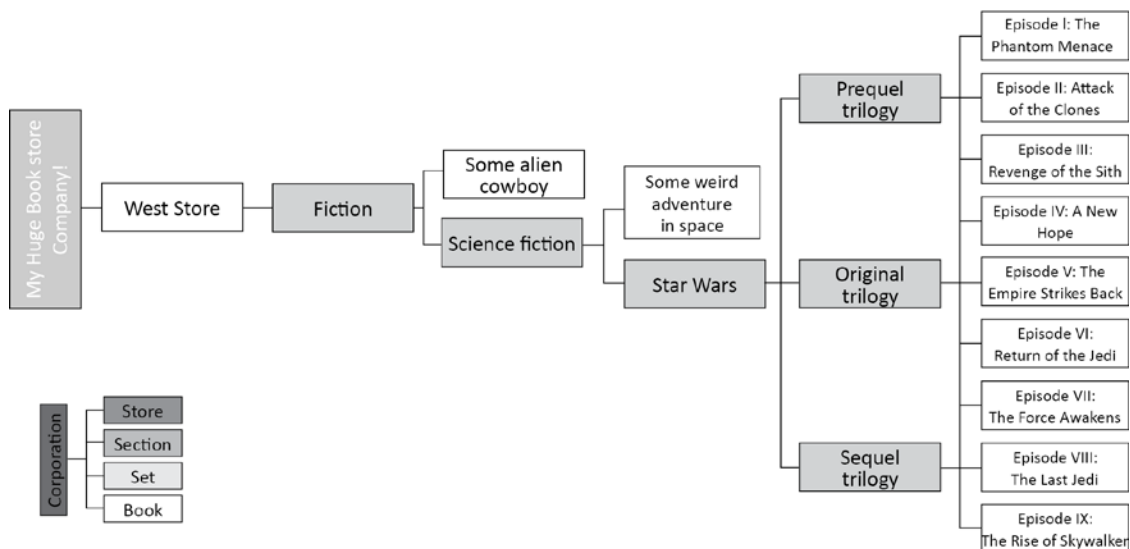 My Huge Book store
Company!
West Store
Fiction
Some alien
cowboy
Science fiction
Some weird
adventure
in space
Star Wars
Prequel
trilogy
Original
trilogy
Sequel
trilogy
Episode I: The
Phantom Menace
Episode II: Attack
of the Clones
Episode III:
Revenge of the Sith
Episode IV: A New
Hope
Episode V: The
Empire Strikes Back
Episode VI:
Return of the Jedi
Episode VII:
The Force Awakens
Episode VIII:
The Last Jedi
Episode IX:
The Rise of Skywalker
Corporation
Store
Section
Set
Book